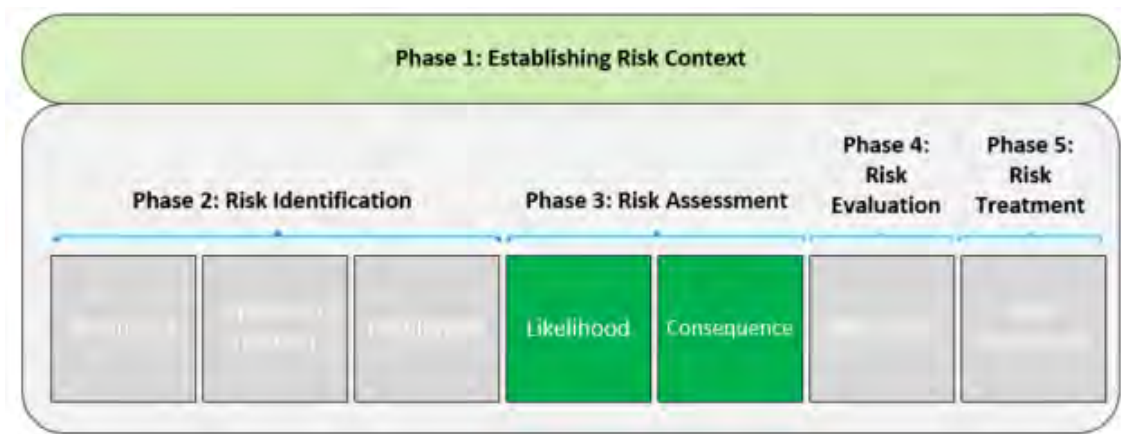 Phase 1: Establishing Risk Context
Phase 2: Risk Identification
Phase 3: Risk Assessment
Phase 4:
Risk
Evaluation
Phase 5:
Risk
Treatment
Likelihood
Consequence